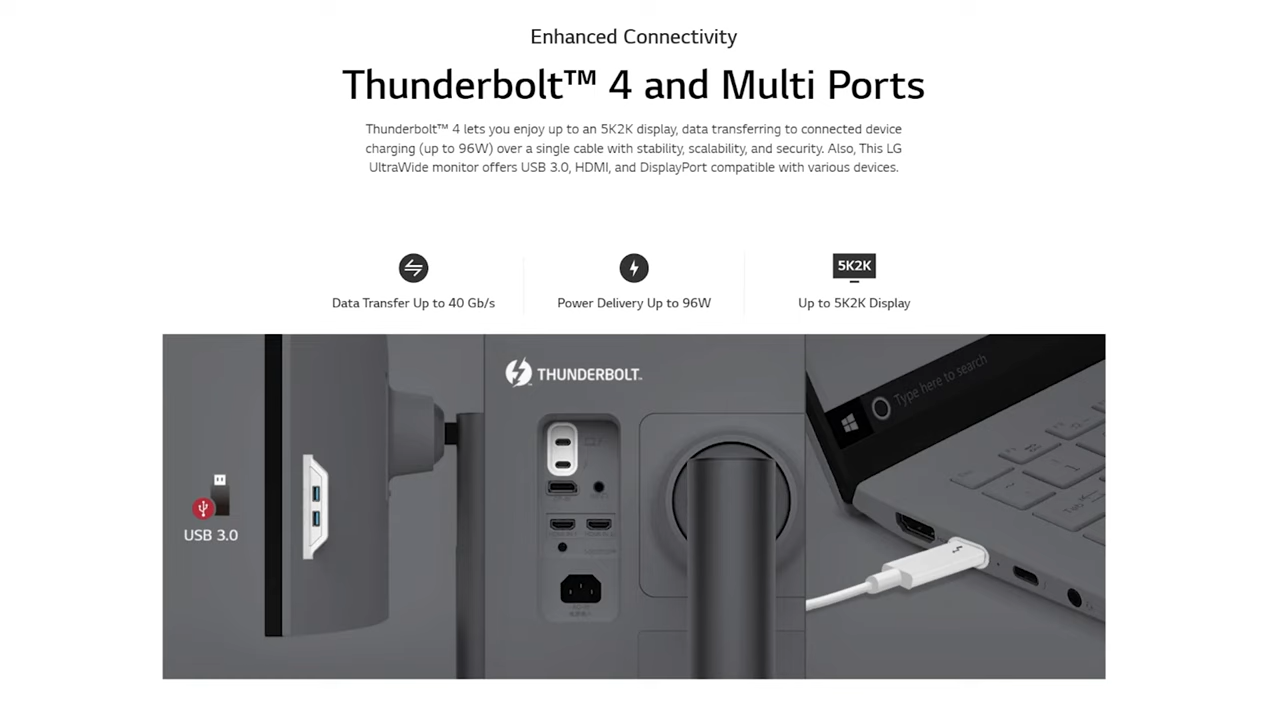 Enhanced Connectivity
Thunderbolt™ 4 and Multi Ports
Thunderbolt™ 4 lets you enjoy up to an 5K2K display, data transferring to connected device
charging (up to 96W) over a single cable with stability, scalability, and security. Also, This LG
UltraWide monitor offers USB 3.0, HDMI, and DisplayPort compatible with various devices.
5K2K
Data Transfer Up to 40 Gb/s
Power Delivery Up to 96W
Up to 5K2K Display
THUNDERBOLT™
Type here to search
USB 3.0